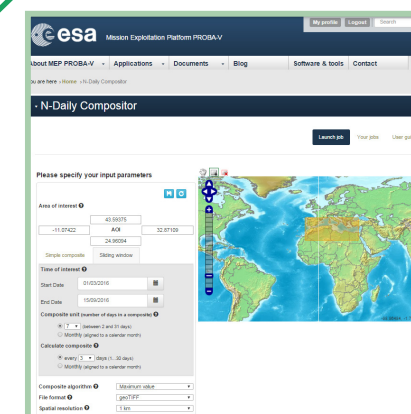 esa Mission Exploitation Platform PROBA-V
My profile Logout Search
About MEP PROBA-V Applications Documents Blog Software & tools Contact
You are here » Home » N-Daily Compositor
- N-Daily Compositor
Launch job Your jobs User gui
Please specify your input parameters
Area of interest
43.59375
-11.07422 AOI 32.67109
24.96094
Simple composite Sliding window
Time of interest
Start Date 01/03/2016
End Date 15/09/2016
Composite unit (number of days in a composite)
7 (between 2 and 31 days)
Monthly (aligned to a calendar month)
Calculate composite
every 3 days (1...30 days)
Monthly (aligned to a calendar month)
Composite algorithm Maximum value
File format geoTIFF
Spatial resolution 1 km